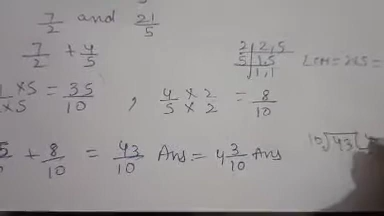 7/2 and 21/5
7/2 + 4/5
2 | 2, 5
5 | 1, 5
1, 1
LCM = 2x5 =
×5/×5 = 35/10 , 4/5 ×2/×2 = 8/10
+ 8/10 = 43/10 Ans = 4 3/10 Ans
10)43(